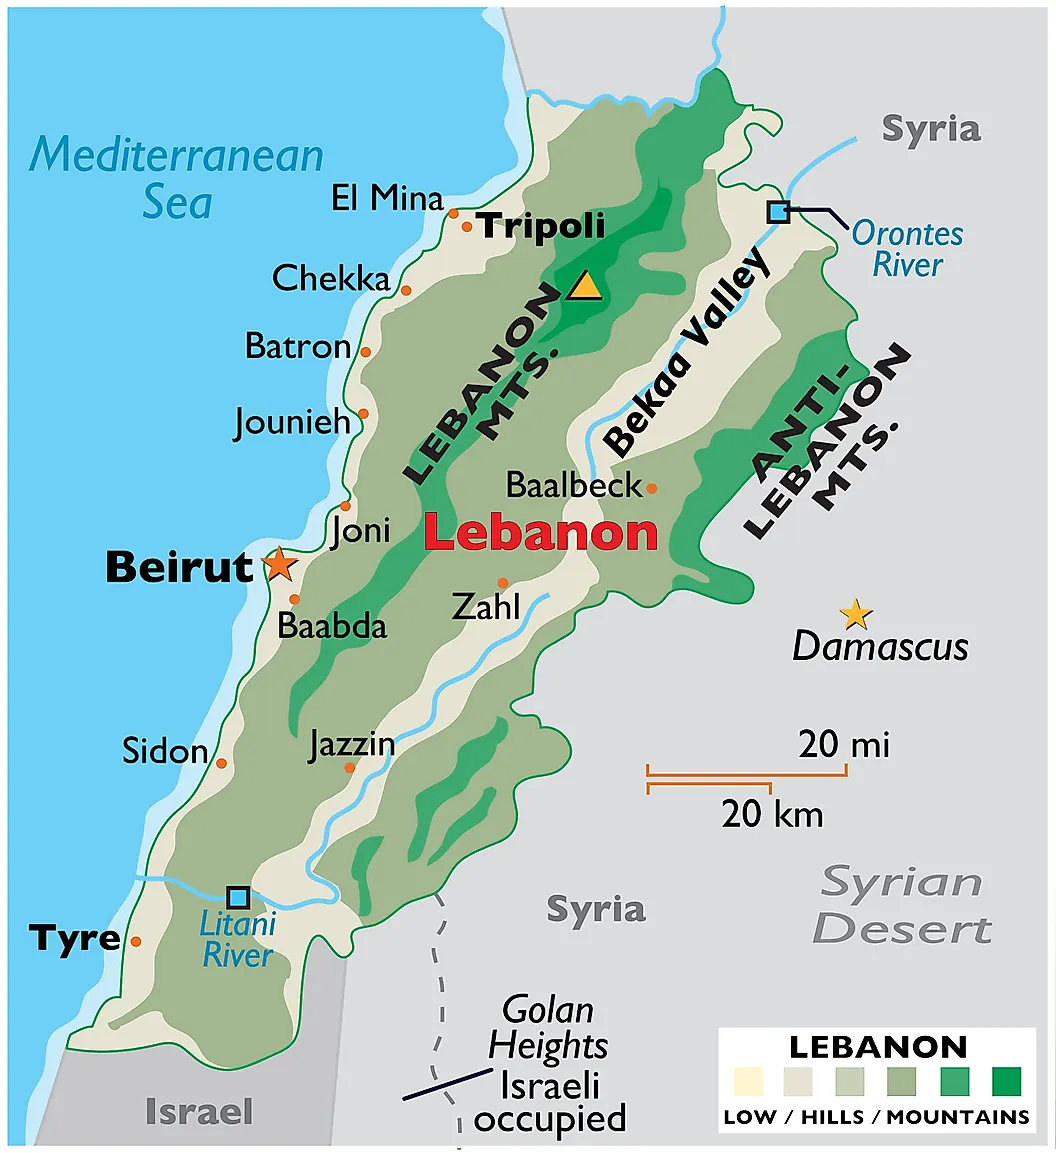 Mediterranean
Sea
Syria
El Mina
Tripoli
Orontes
River
Chekka
Bekaa Valley
LEBANON
MTS.
Batron
ANTI-
LEBANON
MTS.
Jounieh
Baalbeck
Joni
Lebanon
Beirut
Zahl
Baabda
Damascus
Sidon
Jazzin
20 mi
20 km
Syrian
Desert
Syria
Litani
River
Tyre
Golan
Heights
Israeli
occupied
Israel
LEBANON
LOW / HILLS / MOUNTAINS